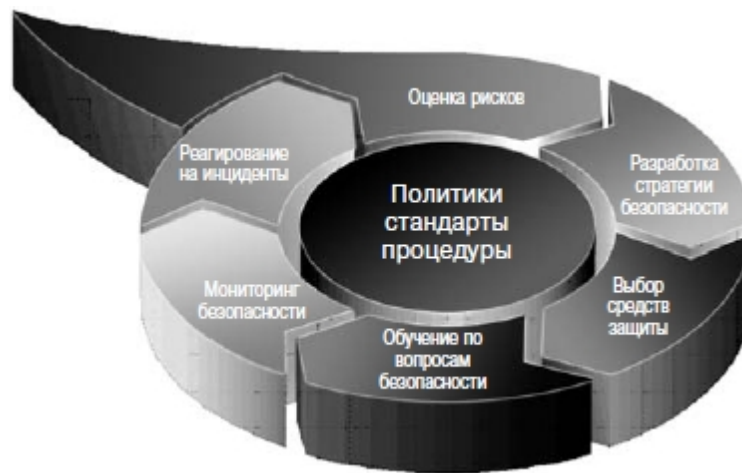 Оценка рисков
Разработка
стратегии
безопасности
Выбор
средств
защиты
Обучение по
вопросам
безопасности
Мониторинг
безопасности
Реагирование
на инциденты
Политики
стандарты
процедуры